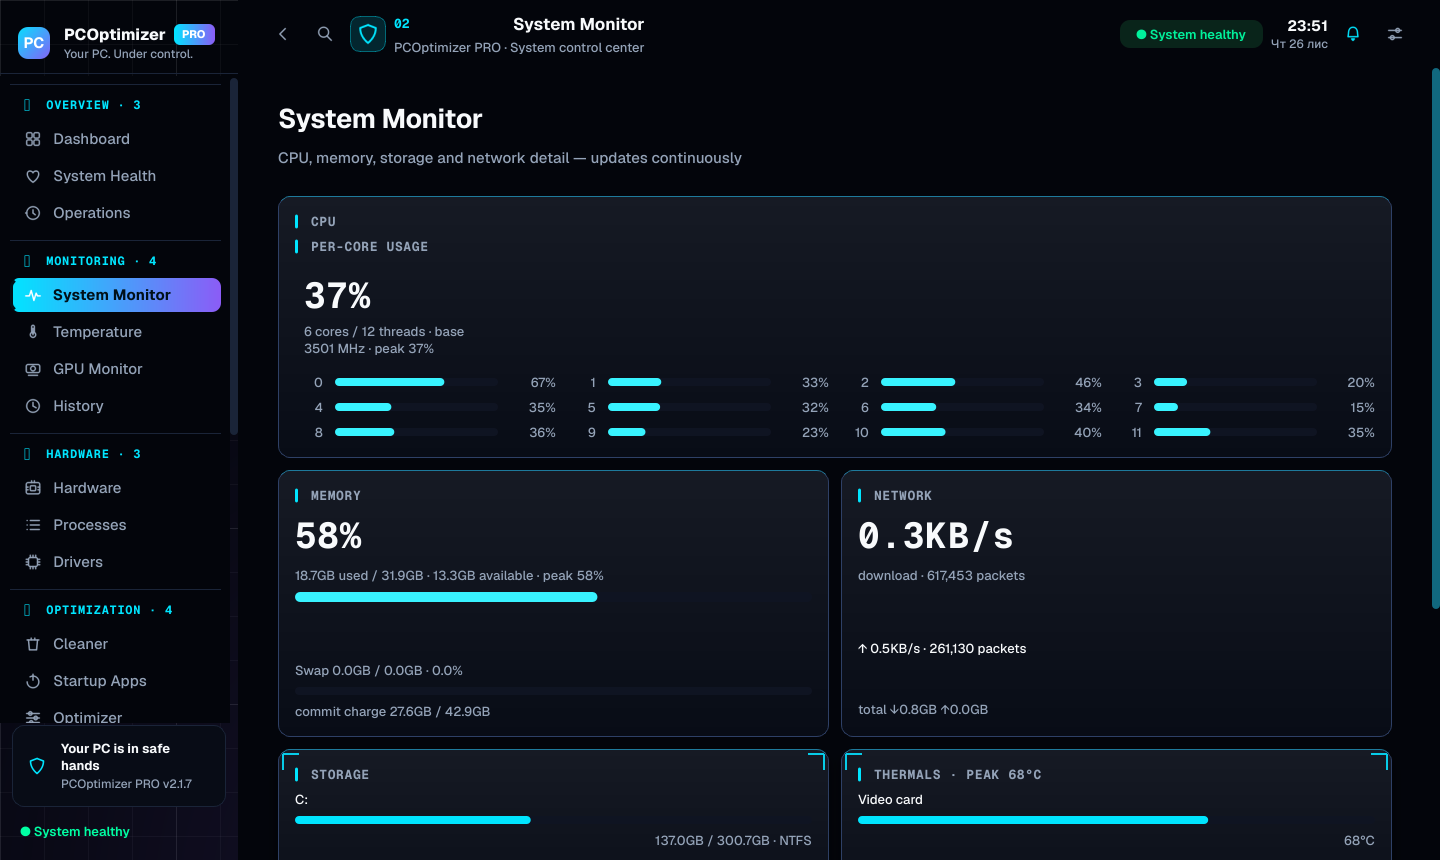 PC
PCOptimizer PRO
Your PC. Under control.
OVERVIEW · 3
Dashboard
System Health
Operations
MONITORING · 4
System Monitor
Temperature
GPU Monitor
History
HARDWARE · 3
Hardware
Processes
Drivers
OPTIMIZATION · 4
Cleaner
Startup Apps
Optimizer
Your PC is in safe
hands
PCOptimizer PRO v2.1.7
System healthy
02 System Monitor
PCOptimizer PRO · System control center
System healthy
23:51
Чт 26 лис
System Monitor
CPU, memory, storage and network detail — updates continuously
CPU
PER-CORE USAGE
37%
6 cores / 12 threads · base
3501 MHz · peak 37%
0 67% 1 33% 2 46% 3 20%
4 35% 5 32% 6 34% 7 15%
8 36% 9 23% 10 40% 11 35%
MEMORY
58%
18.7GB used / 31.9GB · 13.3GB available · peak 58%
Swap 0.0GB / 0.0GB · 0.0%
commit charge 27.6GB / 42.9GB
NETWORK
0.3KB/s
download · 617,453 packets
↑ 0.5KB/s · 261,130 packets
total ↓0.8GB ↑0.0GB
STORAGE
C:
137.0GB / 300.7GB · NTFS
THERMALS · PEAK 68°C
Video card
68°C